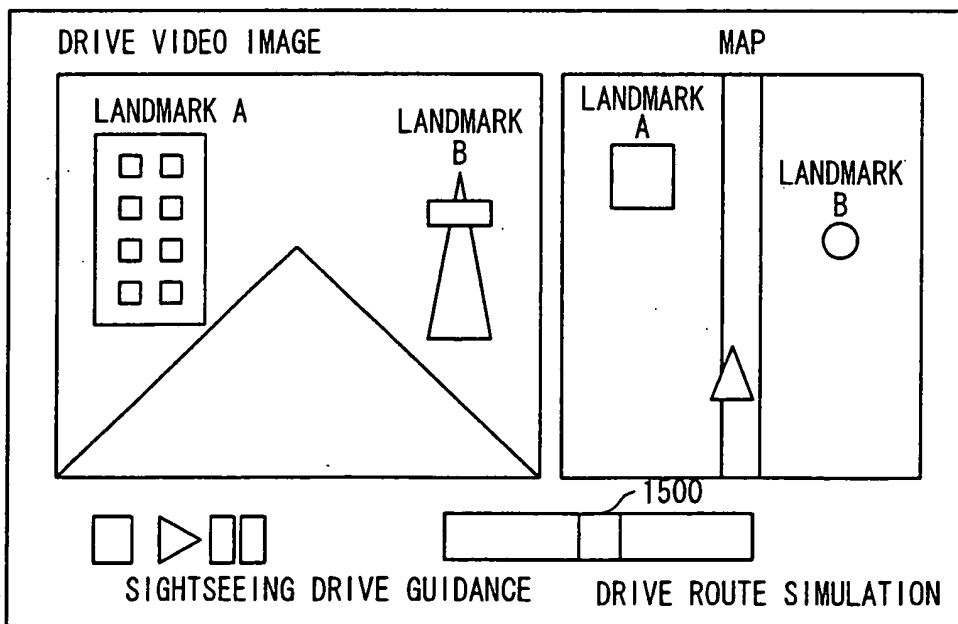 DRIVE VIDEO IMAGE
MAP
LANDMARK A
LANDMARK
B
LANDMARK
A
LANDMARK
B
1500
SIGHTSEEING DRIVE GUIDANCE
DRIVE ROUTE SIMULATION